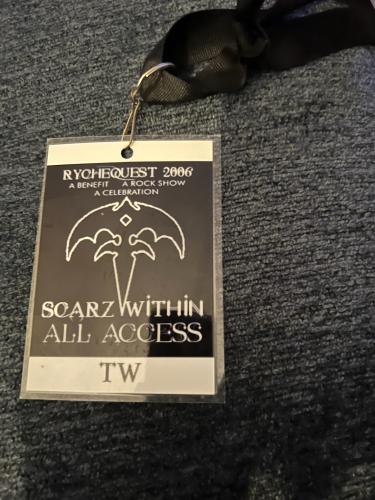 RYCHEQUEST 2006
A BENEFIT A ROCK SHOW
A CELEBRATION
SCARZ WiTHiN
ALL ACCESS
TW